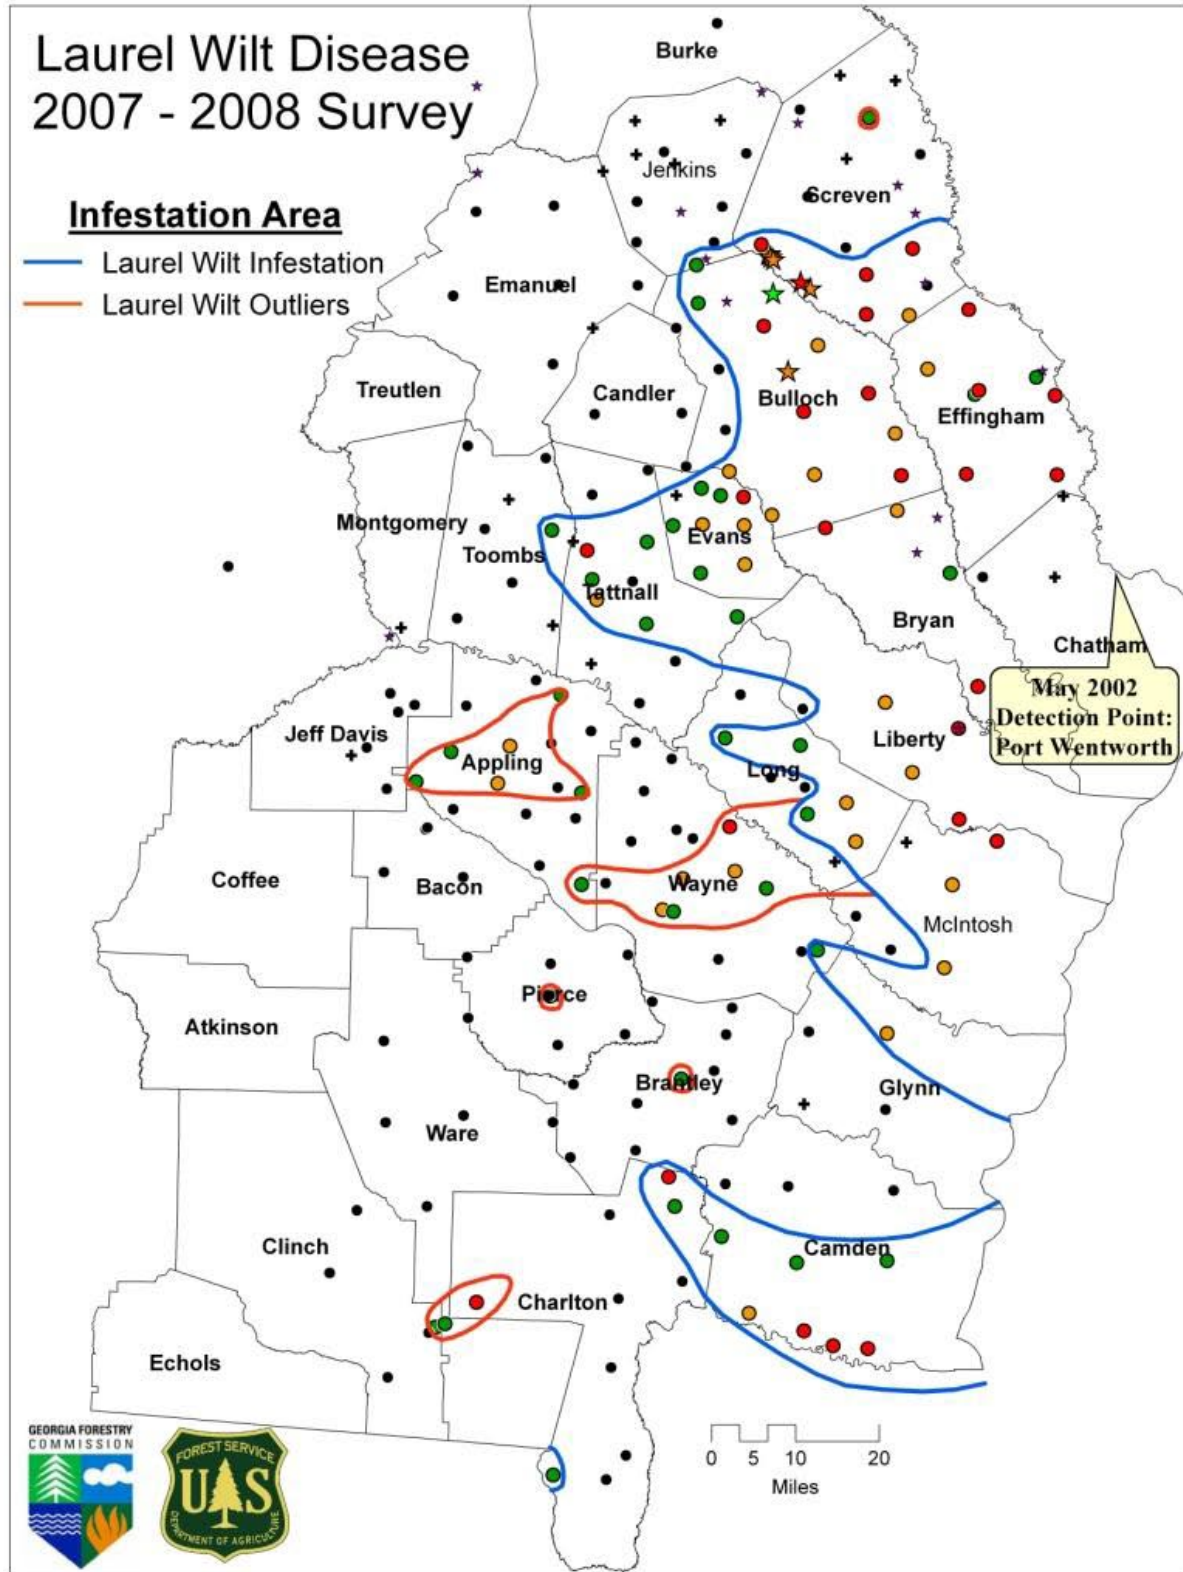 Laurel Wilt Disease
2007 - 2008 Survey
Infestation Area
Laurel Wilt Infestation
Laurel Wilt Outliers
Burke
Jenkins
Screven
Emanuel
Treutlen
Candler
Bulloch
Effingham
Montgomery
Toombs
Evans
Tattnall
Bryan
Chatham
May 2002
Detection Point:
Port Wentworth
Jeff Davis
Appling
Long
Liberty
Coffee
Bacon
Wayne
McIntosh
Pierce
Atkinson
Brantley
Glynn
Ware
Clinch
Camden
Charlton
Echols
GEORGIA FORESTRY
COMMISSION
FOREST SERVICE
U S
DEPARTMENT OF AGRICULTURE
0 5 10 20
Miles